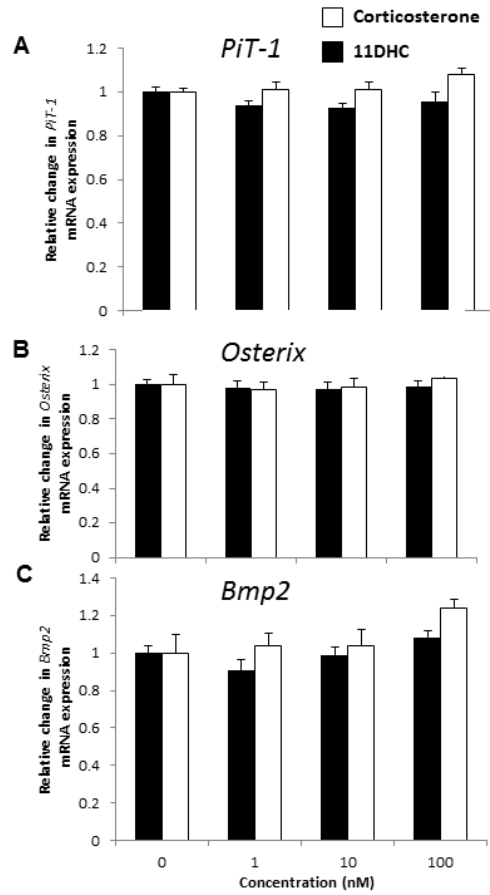 Corticosterone
11DHC
A
PiT-1
Relative change in PiT-1
mRNA expression
1.2
1
0.8
0.6
0.4
0.2
0
B
Osterix
Relative change in Osterix
mRNA expression
1.2
1
0.8
0.6
0.4
0.2
0
C
Bmp2
Relative change in Bmp2
mRNA expression
1.4
1.2
1
0.8
0.6
0.4
0.2
0
0 1 10 100
Concentration (nM)